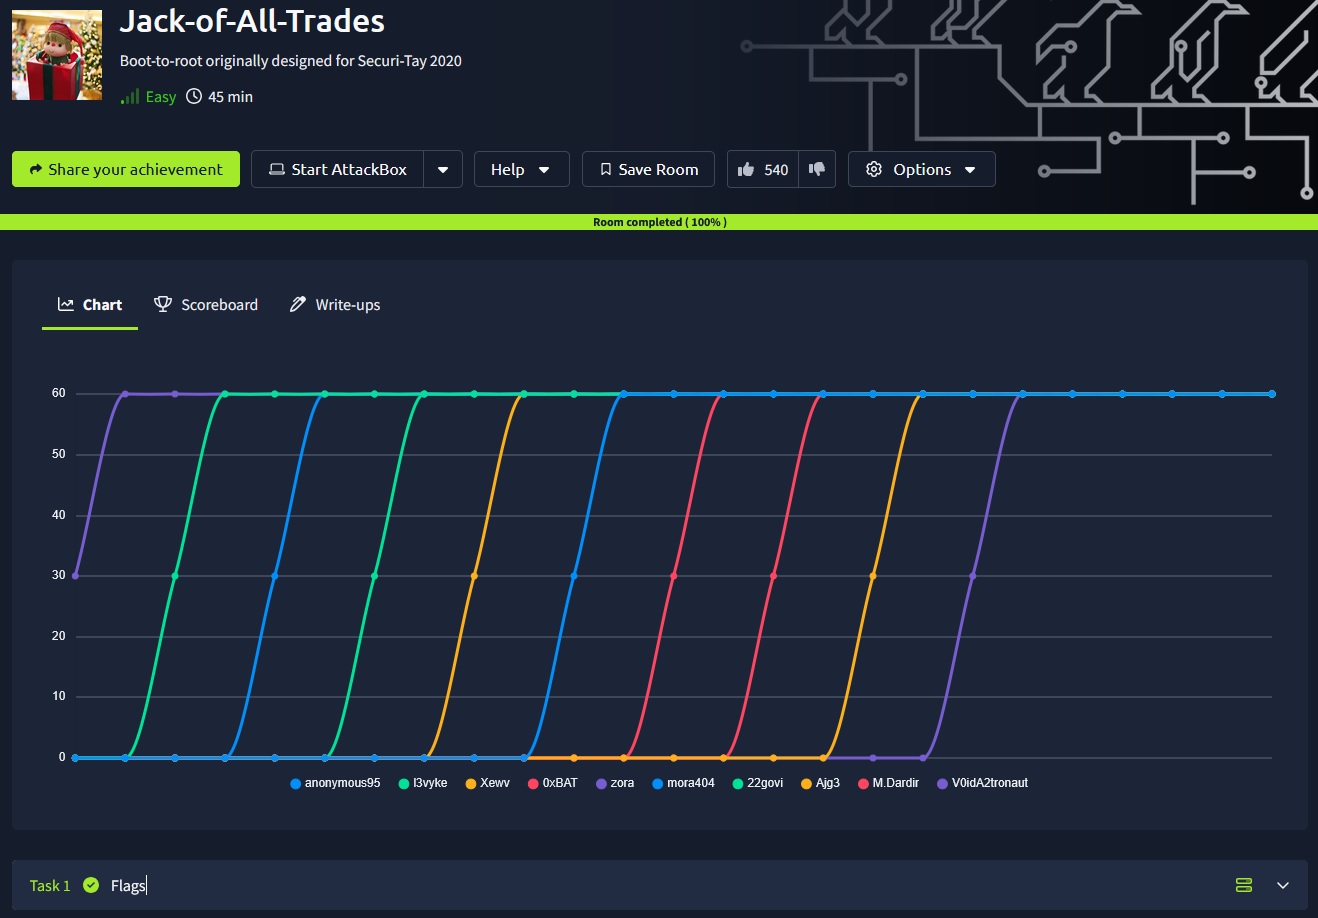 Jack-of-All-Trades
Boot-to-root originally designed for Securi-Tay 2020
Easy 45 min
Share your achievement Start AttackBox Help Save Room 540 Options
Room completed ( 100% )
Chart Scoreboard Write-ups
60
50
40
30
20
10
0
anonymous95 l3vyke Xewv 0xBAT zora mora404 22govi Ajg3 M.Dardir V0idA2tronaut
Task 1 Flags